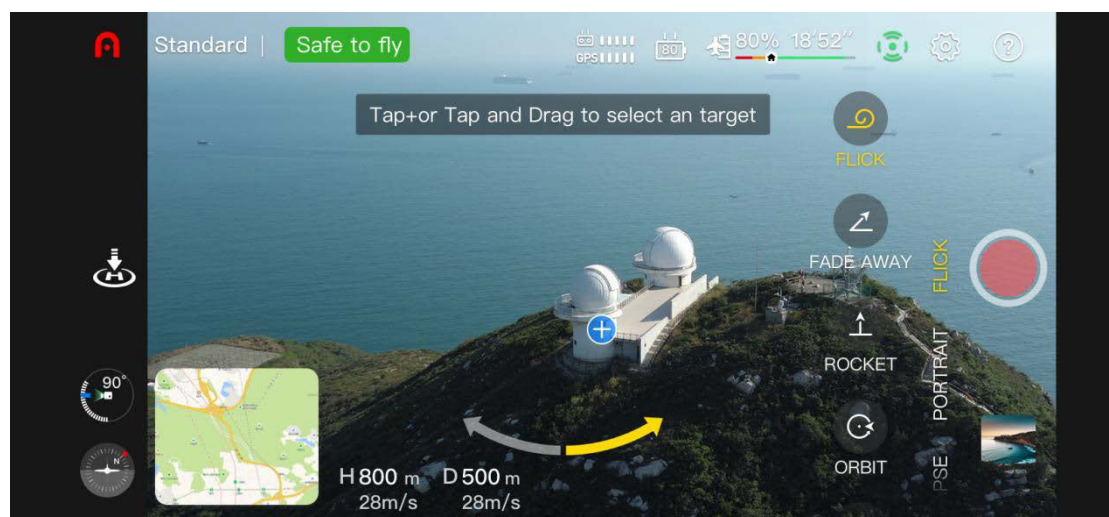 Standard |
Safe to fly
GPS
80
80% 18'52"
?
Tap+or Tap and Drag to select an target
FLICK
FADE AWAY
ROCKET
ORBIT
FLICK
PORTRAIT
PSE
90°
N
H 800 m D 500 m
28m/s 28m/s